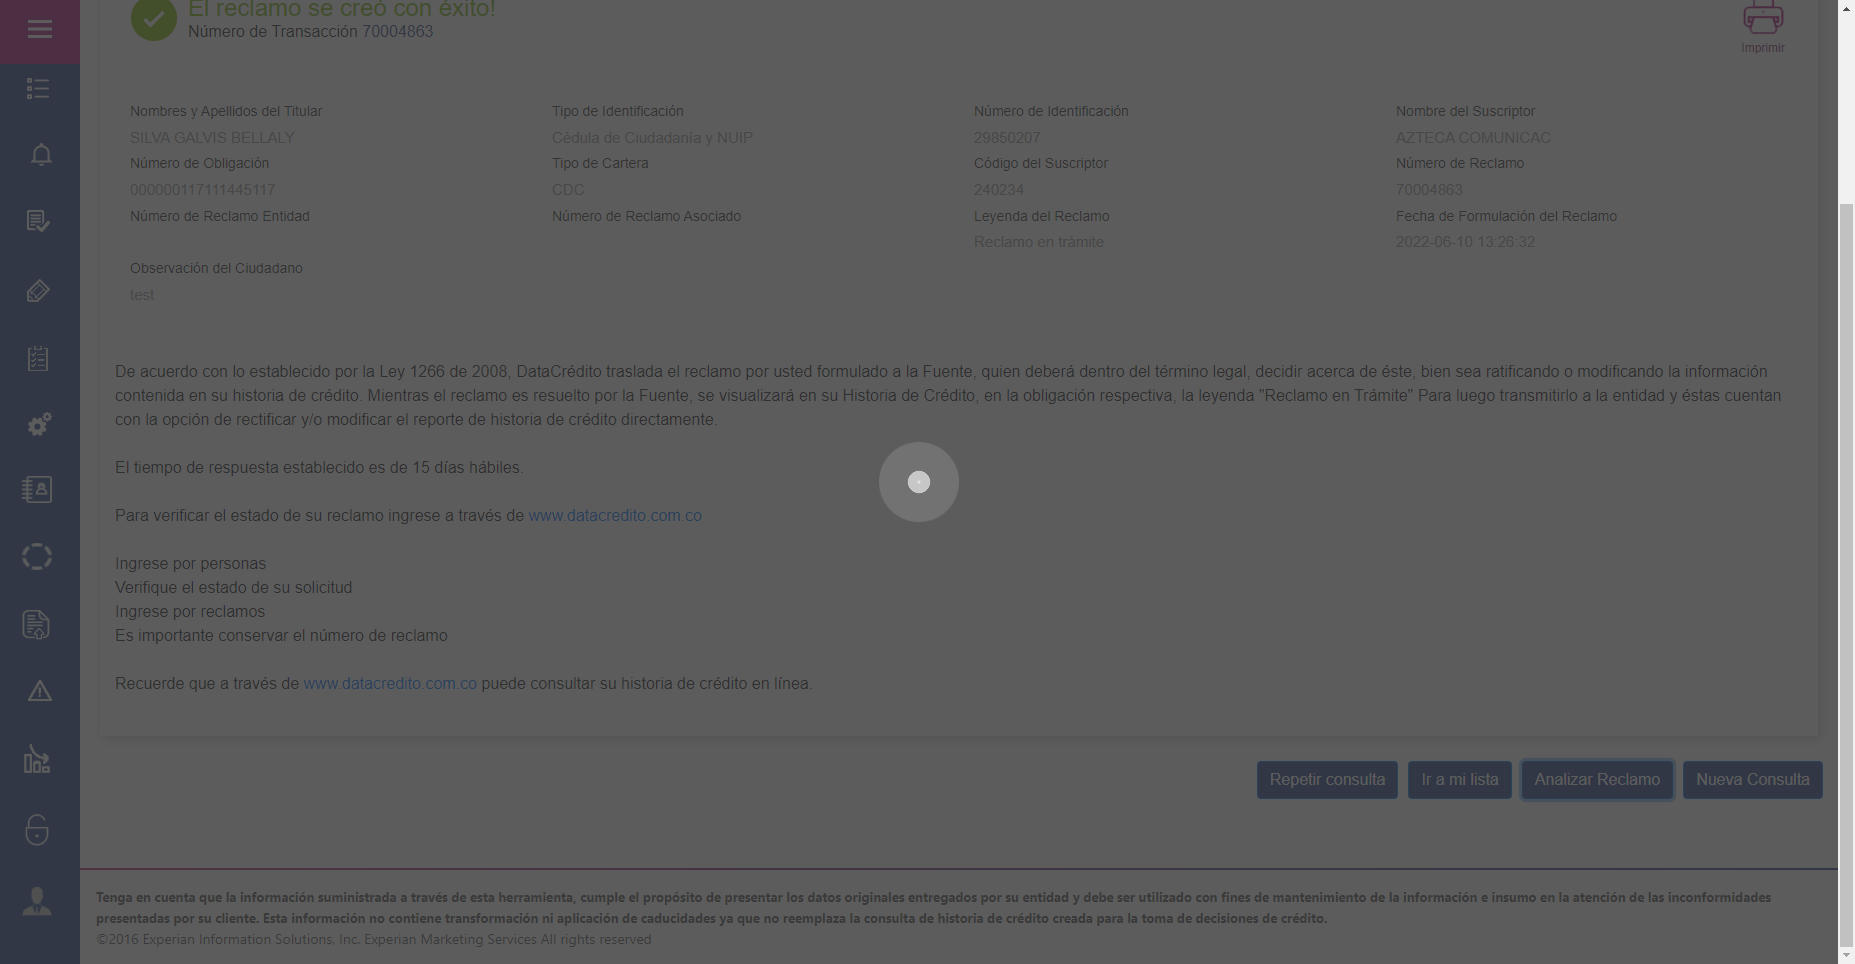 El reclamo se creó con éxito!
Número de Transacción 70004863
Imprimir
Nombres y Apellidos del Titular
SILVA GALVIS BELLALY
Tipo de Identificación
Cédula de Ciudadanía y NUIP
Número de Identificación
29850207
Nombre del Suscriptor
AZTECA COMUNICAC
Número de Obligación
000000117111445117
Tipo de Cartera
CDC
Código del Suscriptor
240234
Número de Reclamo
70004863
Número de Reclamo Entidad
Número de Reclamo Asociado
Leyenda del Reclamo
Reclamo en trámite
Fecha de Formulación del Reclamo
2022-06-10 13:26:32
Observación del Ciudadano
test
De acuerdo con lo establecido por la Ley 1266 de 2008, DataCrédito traslada el reclamo por usted formulado a la Fuente, quien deberá dentro del término legal, decidir acerca de éste, bien sea ratificando o modificando la información
contenida en su historia de crédito. Mientras el reclamo es resuelto por la Fuente, se visualizará en su Historia de Crédito, en la obligación respectiva, la leyenda "Reclamo en Trámite" Para luego transmitirlo a la entidad y éstas cuentan
con la opción de rectificar y/o modificar el reporte de historia de crédito directamente.
El tiempo de respuesta establecido es de 15 días hábiles.
Para verificar el estado de su reclamo ingrese a través de www.datacredito.com.co
Ingrese por personas
Verifique el estado de su solicitud
Ingrese por reclamos
Es importante conservar el número de reclamo
Recuerde que a través de www.datacredito.com.co puede consultar su historia de crédito en línea.
Repetir consulta
Ir a mi lista
Analizar Reclamo
Nueva Consulta
Tenga en cuenta que la información suministrada a través de esta herramienta, cumple el propósito de presentar los datos originales entregados por su entidad y debe ser utilizado con fines de mantenimiento de la información e insumo en la atención de las inconformidades
presentadas por su cliente. Esta información no contiene transformación ni aplicación de caducidades ya que no reemplaza la consulta de historia de crédito creada para la toma de decisiones de crédito.
©2016 Experian Information Solutions, Inc. Experian Marketing Services All rights reserved